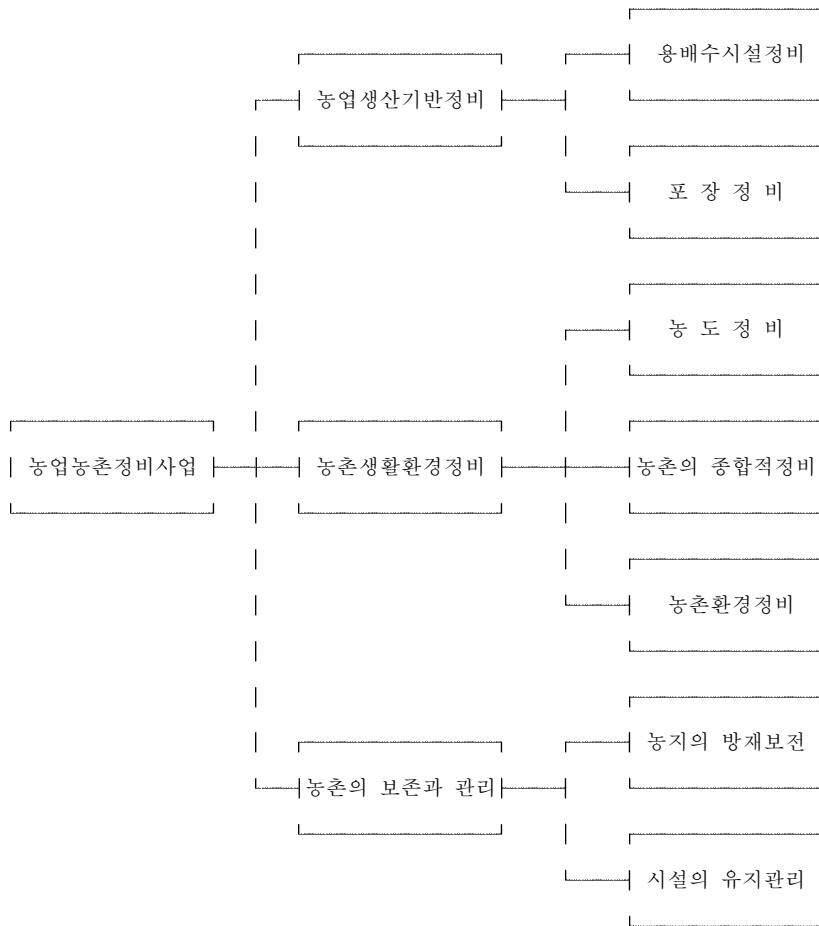 용배수시설정비
농업생산기반정비
포 장 정 비
농 도 정 비
농업농촌정비사업
농촌생활환경정비
농촌의 종합적정비
농촌환경정비
농지의 방재보전
농촌의 보존과 관리
시설의 유지관리